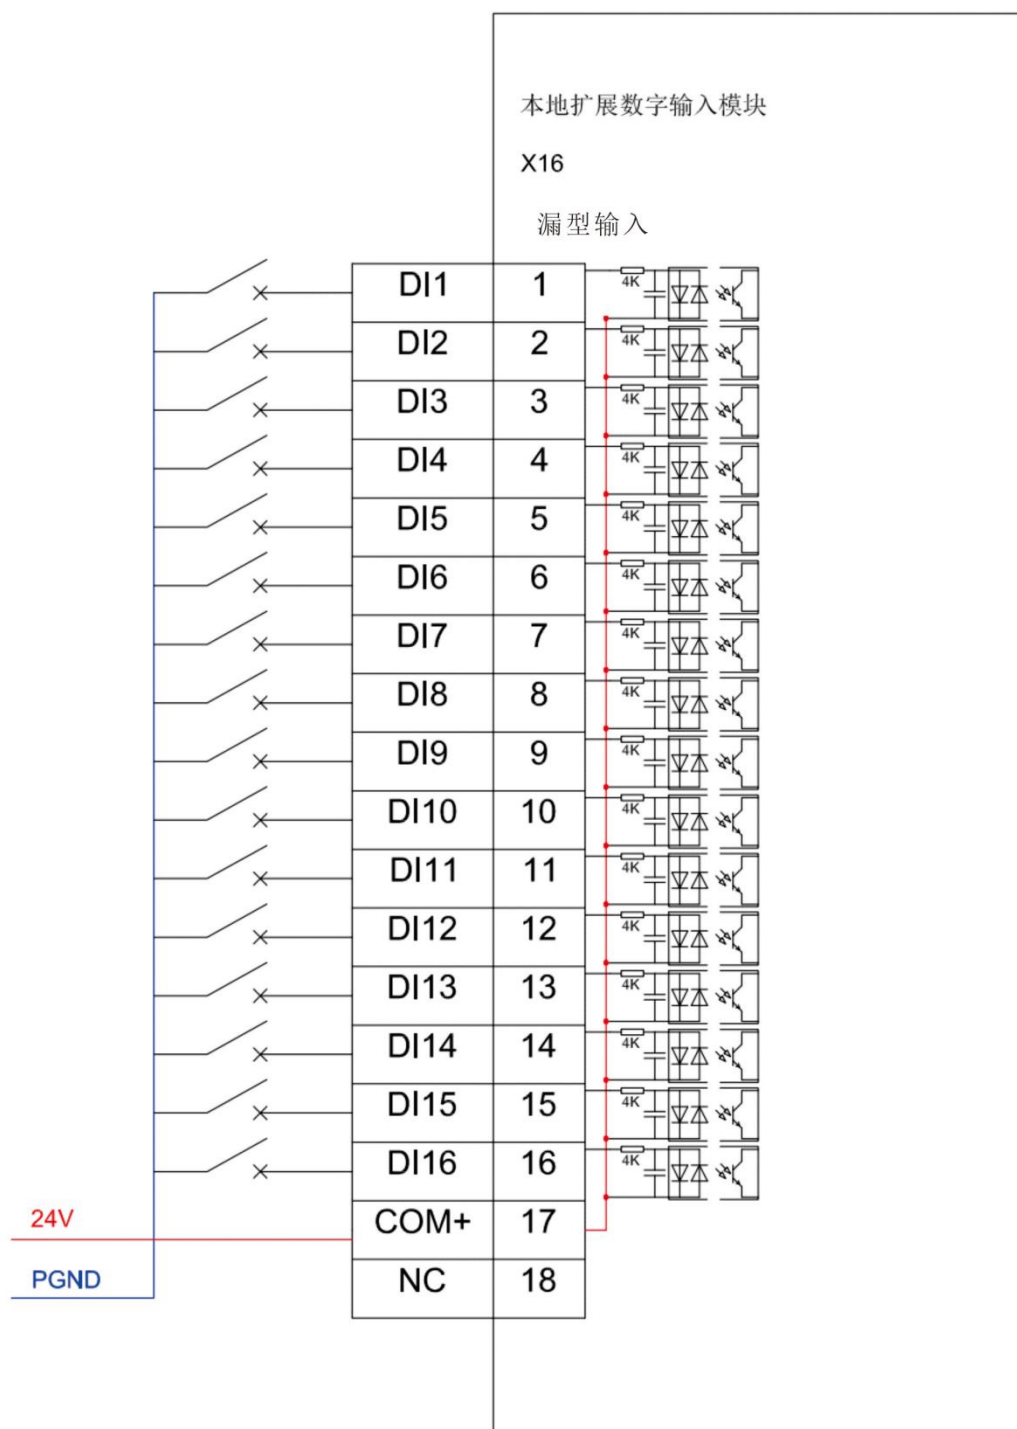 本地扩展数字输入模块
X16
漏型输入
DI1 1 4K
DI2 2 4K
DI3 3 4K
DI4 4 4K
DI5 5 4K
DI6 6 4K
DI7 7 4K
DI8 8 4K
DI9 9 4K
DI10 10 4K
DI11 11 4K
DI12 12 4K
DI13 13 4K
DI14 14 4K
DI15 15 4K
DI16 16 4K
24V COM+ 17
PGND NC 18